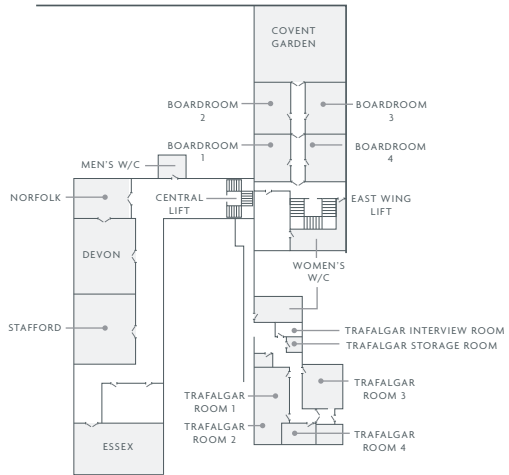 COVENT
GARDEN
BOARDROOM
2
BOARDROOM
3
BOARDROOM
1
BOARDROOM
4
MEN'S W/C
NORFOLK
CENTRAL
LIFT
EAST WING
LIFT
DEVON
WOMEN'S
W/C
STAFFORD
TRAFALGAR INTERVIEW ROOM
TRAFALGAR STORAGE ROOM
TRAFALGAR
ROOM 1
TRAFALGAR
ROOM 3
TRAFALGAR
ROOM 2
TRAFALGAR
ROOM 4
ESSEX